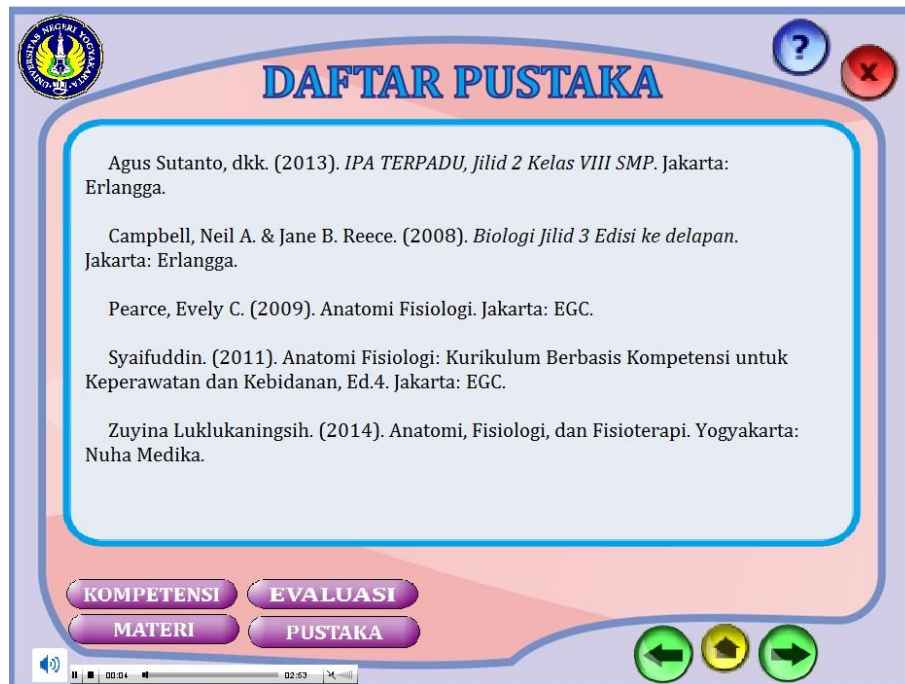 UNIVERSITAS NEGERI YOGYAKARTA
?
X
DAFTAR PUSTAKA
Agus Sutanto, dkk. (2013). IPA TERPADU, Jilid 2 Kelas VIII SMP. Jakarta:
Erlangga.
Campbell, Neil A. & Jane B. Reece. (2008). Biologi Jilid 3 Edisi ke delapan.
Jakarta: Erlangga.
Pearce, Evely C. (2009). Anatomi Fisiologi. Jakarta: EGC.
Syaifuddin. (2011). Anatomi Fisiologi: Kurikulum Berbasis Kompetensi untuk
Keperawatan dan Kebidanan, Ed.4. Jakarta: EGC.
Zuyina Luklukaningsih. (2014). Anatomi, Fisiologi, dan Fisioterapi. Yogyakarta:
Nuha Medika.
KOMPETENSI EVALUASI
MATERI PUSTAKA
00:04 02:53